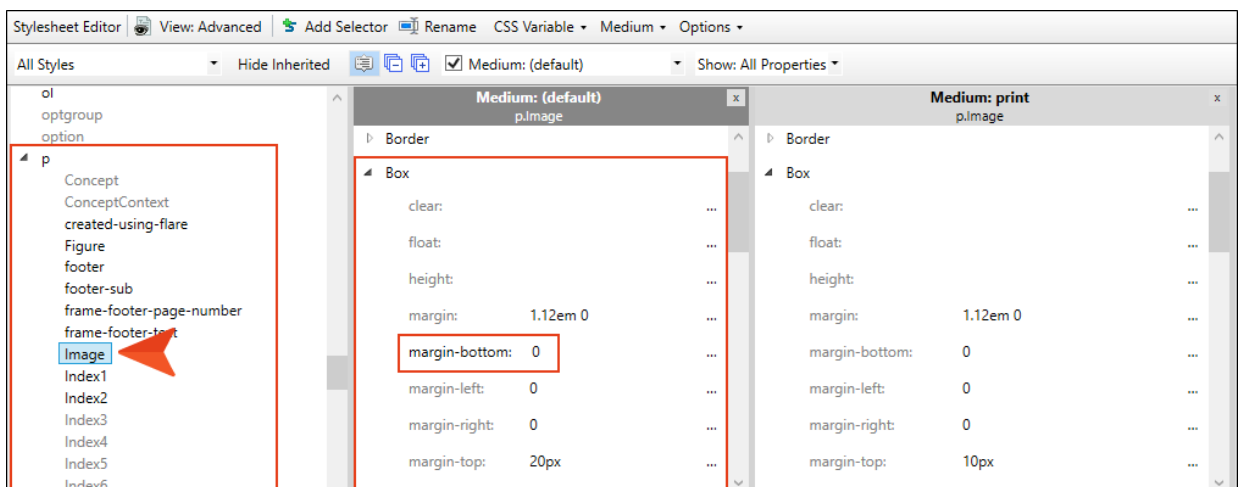 Stylesheet Editor View: Advanced Add Selector Rename CSS Variable Medium Options
All Styles Hide Inherited Medium: (default) Show: All Properties
ol
optgroup
option
p
Concept
ConceptContext
created-using-flare
Figure
footer
footer-sub
frame-footer-page-number
frame-footer-text
Image
Index1
Index2
Index3
Index4
Index5
Index6
Medium: (default) x
p.Image
Border
Box
clear: ...
float: ...
height: ...
margin: 1.12em 0 ...
margin-bottom: 0 ...
margin-left: 0 ...
margin-right: 0 ...
margin-top: 20px ...
Medium: print x
p.Image
Border
Box
clear: ...
float: ...
height: ...
margin: 1.12em 0 ...
margin-bottom: 0 ...
margin-left: 0 ...
margin-right: 0 ...
margin-top: 10px ...